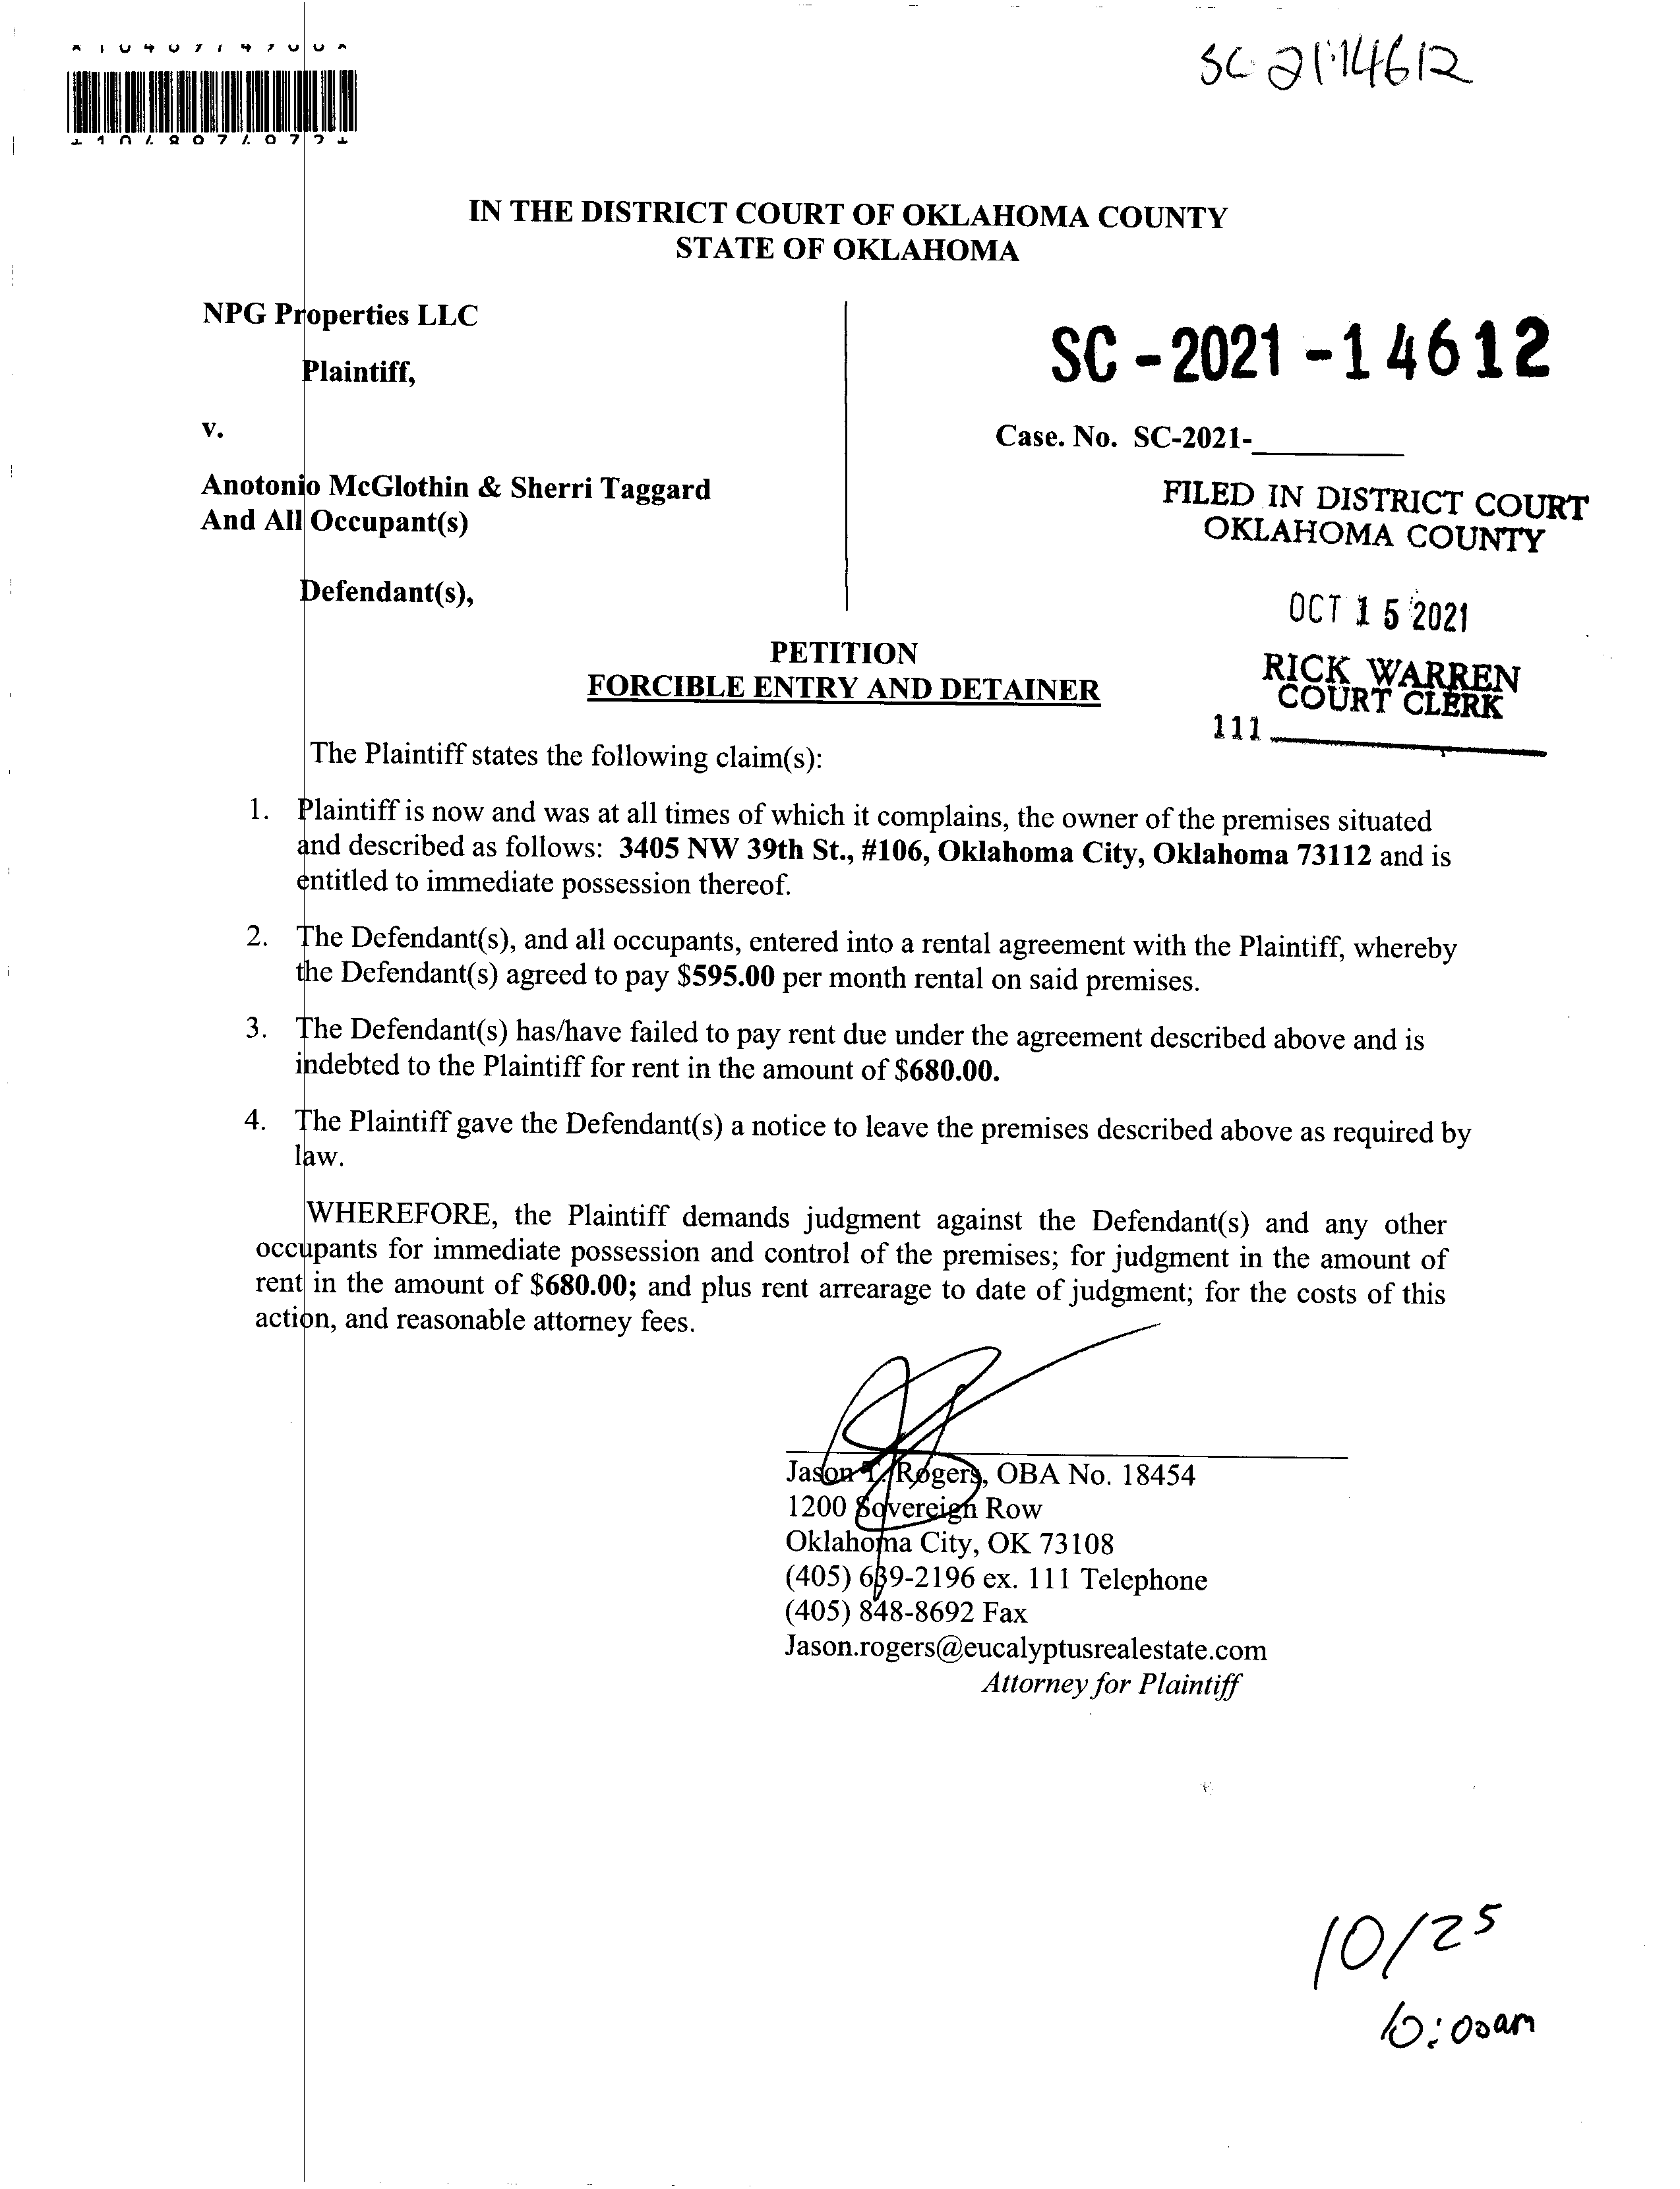 SC 21-14612
IN THE DISTRICT COURT OF OKLAHOMA COUNTY
STATE OF OKLAHOMA
NPG Properties LLC
Plaintiff,
v.
Anotonio McGlothin & Sherri Taggard
And All Occupant(s)
Defendant(s),
SC-2021-14612
Case. No. SC-2021-________
FILED IN DISTRICT COURT
OKLAHOMA COUNTY
OCT 15 2021
RICK WARREN
COURT CLERK
111
PETITION
FORCIBLE ENTRY AND DETAINER
The Plaintiff states the following claim(s):
1. Plaintiff is now and was at all times of which it complains, the owner of the premises situated
and described as follows: 3405 NW 39th St., #106, Oklahoma City, Oklahoma 73112 and is
entitled to immediate possession thereof.
2. The Defendant(s), and all occupants, entered into a rental agreement with the Plaintiff, whereby
the Defendant(s) agreed to pay $595.00 per month rental on said premises.
3. The Defendant(s) has/have failed to pay rent due under the agreement described above and is
indebted to the Plaintiff for rent in the amount of $680.00.
4. The Plaintiff gave the Defendant(s) a notice to leave the premises described above as required by
law.
WHEREFORE, the Plaintiff demands judgment against the Defendant(s) and any other
occupants for immediate possession and control of the premises; for judgment in the amount of
rent in the amount of $680.00; and plus rent arrearage to date of judgment; for the costs of this
action, and reasonable attorney fees.
Jason T. Rogers, OBA No. 18454
1200 Sovereign Row
Oklahoma City, OK 73108
(405) 639-2196 ex. 111 Telephone
(405) 848-8692 Fax
Jason.rogers@eucalyptusrealestate.com
Attorney for Plaintiff
10/25
10:00am